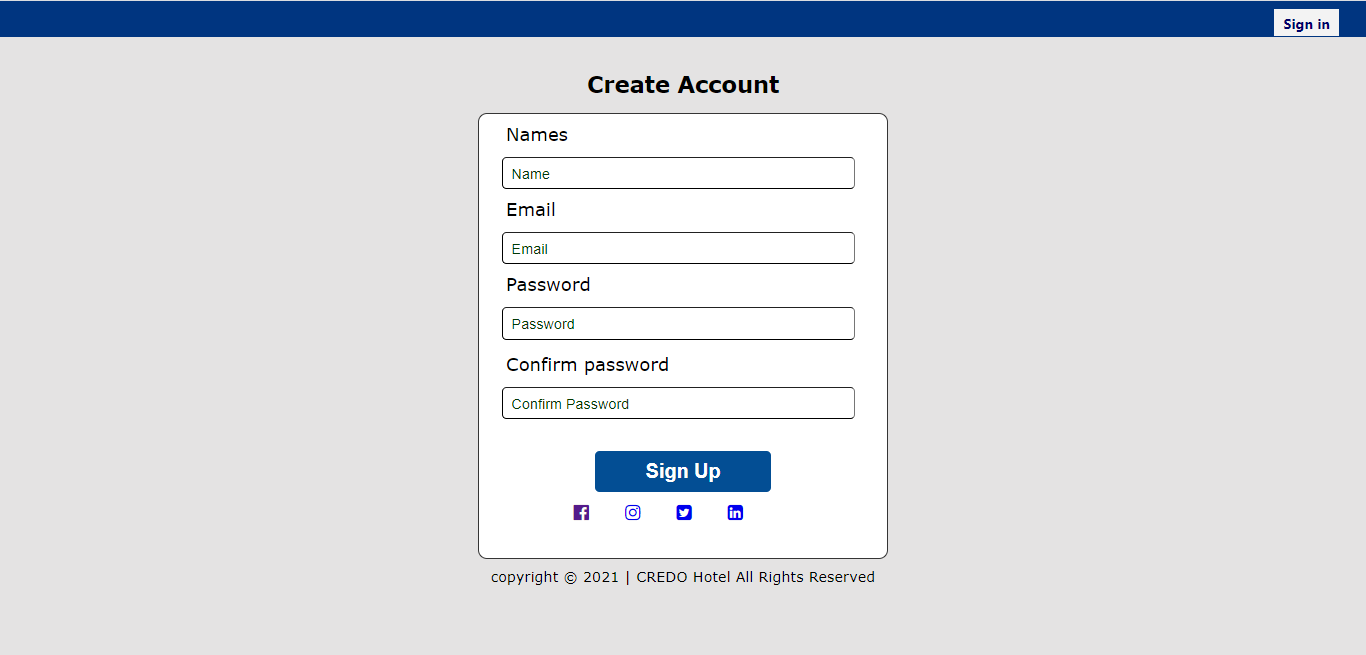 Sign in
Create Account
Names
Name
Email
Email
Password
Password
Confirm password
Confirm Password
Sign Up
copyright © 2021 | CREDO Hotel All Rights Reserved